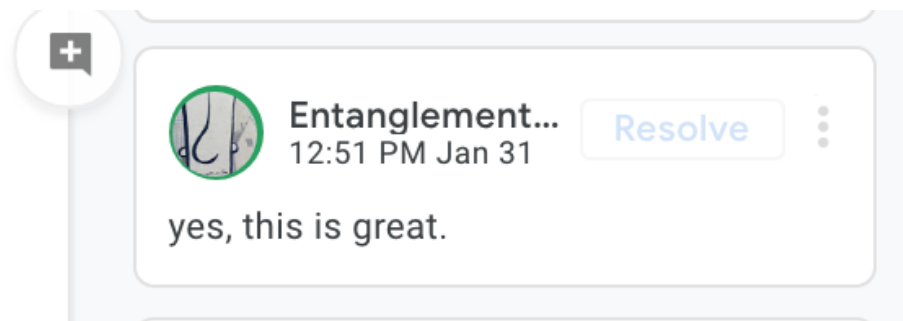 Entanglement...
12:51 PM Jan 31
Resolve
yes, this is great.